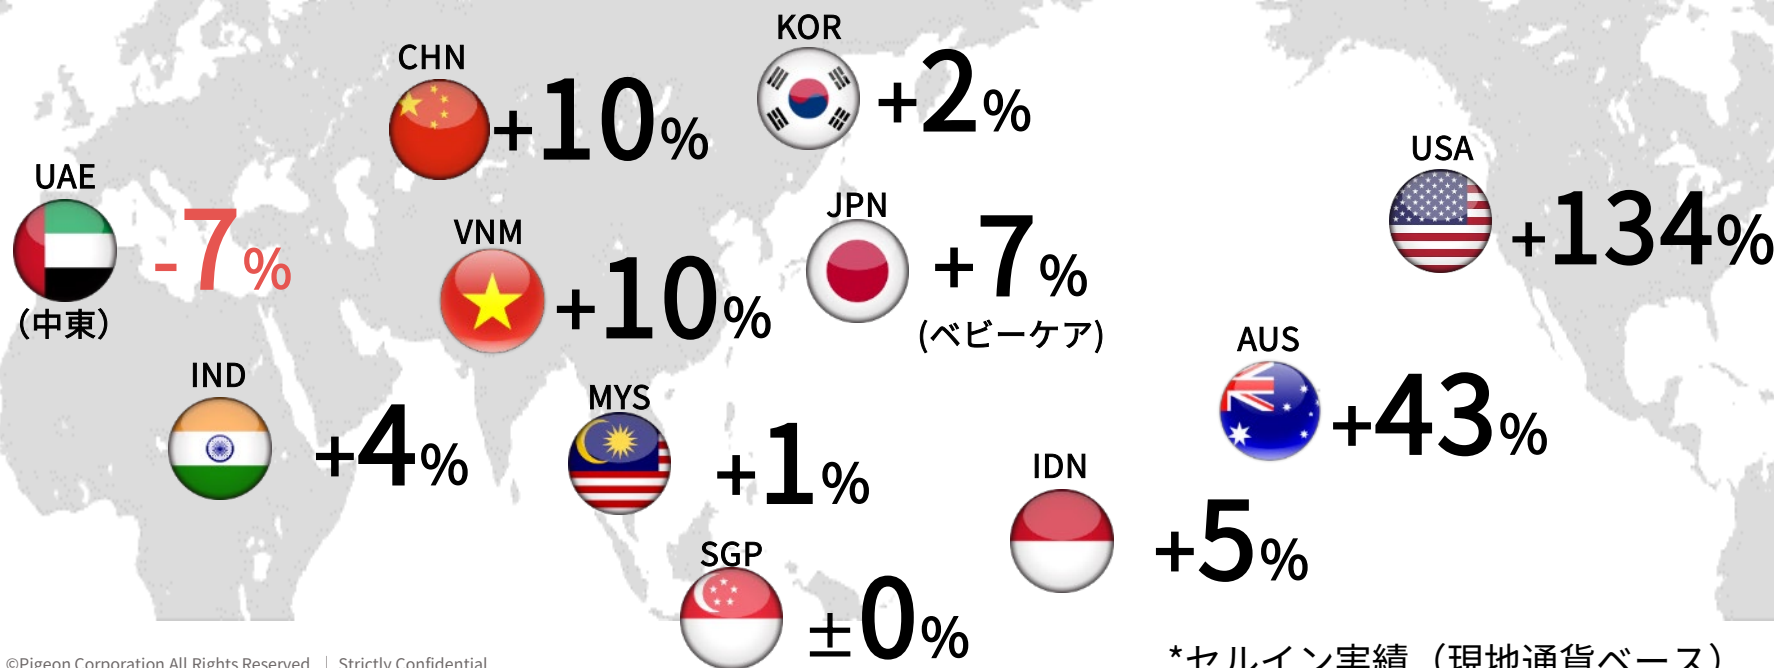 KOR
+2%
CHN
+10%
USA
+134%
UAE
-7%
(中東)
JPN
+7%
(ベビーケア)
VNM
+10%
AUS
+43%
IND
+4%
MYS
+1%
IDN
+5%
SGP
±0%
*セルイン実績（現地通貨ベース）
©Pigeon Corporation All Rights Reserved | Strictly Confidential